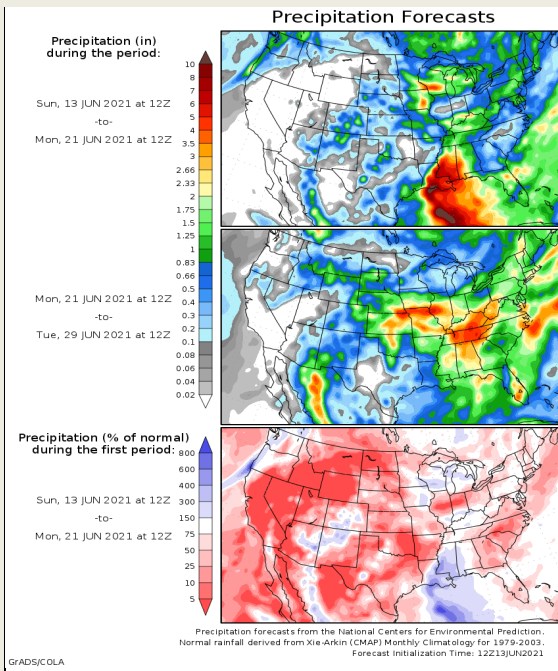 Precipitation Forecasts
Precipitation (in)
during the period:
Sun, 13 JUN 2021 at 12Z
-to-
Mon, 21 JUN 2021 at 12Z
10
8
7
6
5
4
3.5
3
2.66
2.33
2
1.75
1.5
1.25
1
0.83
0.66
0.5
0.4
0.3
0.2
0.1
0.08
0.06
0.04
0.02
Mon, 21 JUN 2021 at 12Z
-to-
Tue, 29 JUN 2021 at 12Z
Precipitation (% of normal)
during the first period:
Sun, 13 JUN 2021 at 12Z
-to-
Mon, 21 JUN 2021 at 12Z
800
600
400
300
150
75
50
25
10
5
Precipitation forecasts from the National Centers for Environmental Prediction.
Normal rainfall derived from Xie-Arkin (CMAP) Monthly Climatology for 1979-2003.
Forecast Initialization Time: 12Z13JUN2021
GrADS/COLA